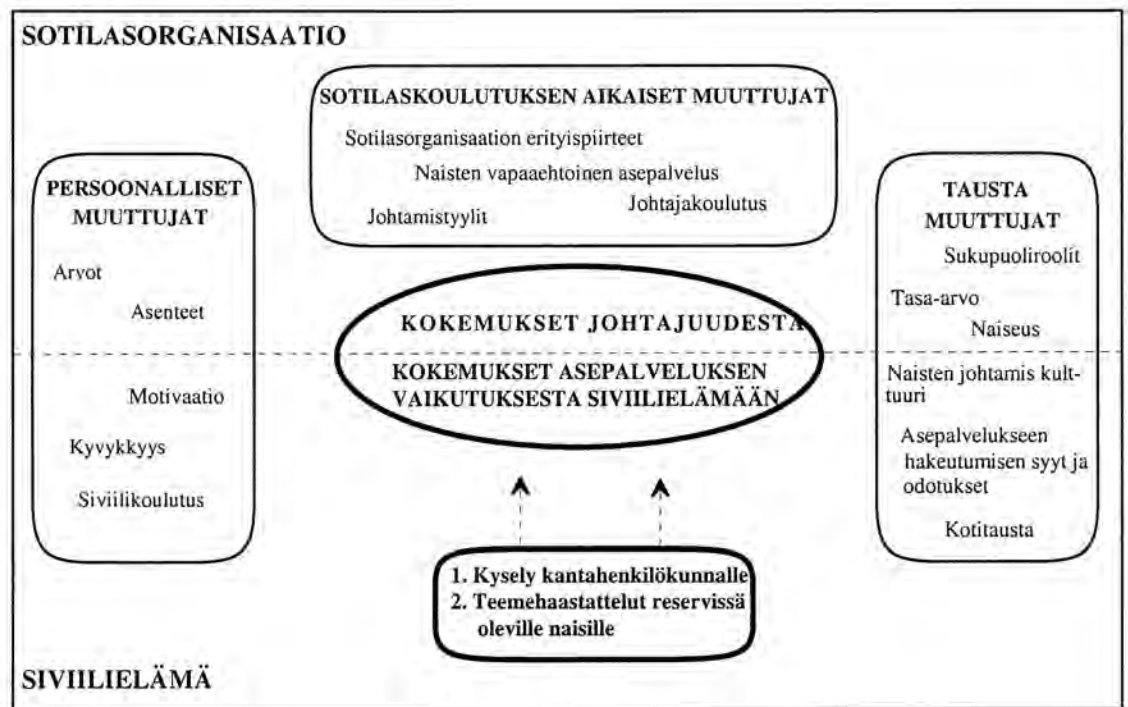 SOTILASORGANISAATIO
SOTILASKOULUTUKSEN AIKAISET MUUTTUJAT
Sotilasorganisaation erityispiirteet
Naisten vapaaehtoinen asepalvelus
Johtajakoulutus
Johtamistyylit
PERSOONALLISET
MUUTTUJAT
Arvot
Asenteet
Motivaatio
Kyvykkyys
Siviilikoulutus
KOKEMUKSET JOHTAJUUDESTA
KOKEMUKSET ASEPALVELUKSEN
VAIKUTUKSESTA SIVIILIELÄMÄÄN
TAUSTA
MUUTTUJAT
Sukupuoliroolit
Tasa-arvo
Naiseus
Naisten johtamis kult-
tuuri
Asepalvelukseen
hakeutumisen syyt ja
odotukset
Kotitausta
1. Kysely kantahenkilökunnalle
2. Teemehaastattelut reservissä
oleville naisille
SIVIILIELÄMÄ